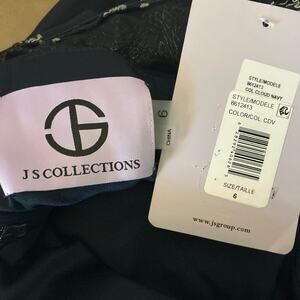 JS COLLECTIONS
6
CHINA
STYLE/MODELE
8612413
COL CLOUD NAVY
STYLE/MODELE
8612413
COLOR/COL CDV
SIZE/TAILLE
6
www.jsgroup.com